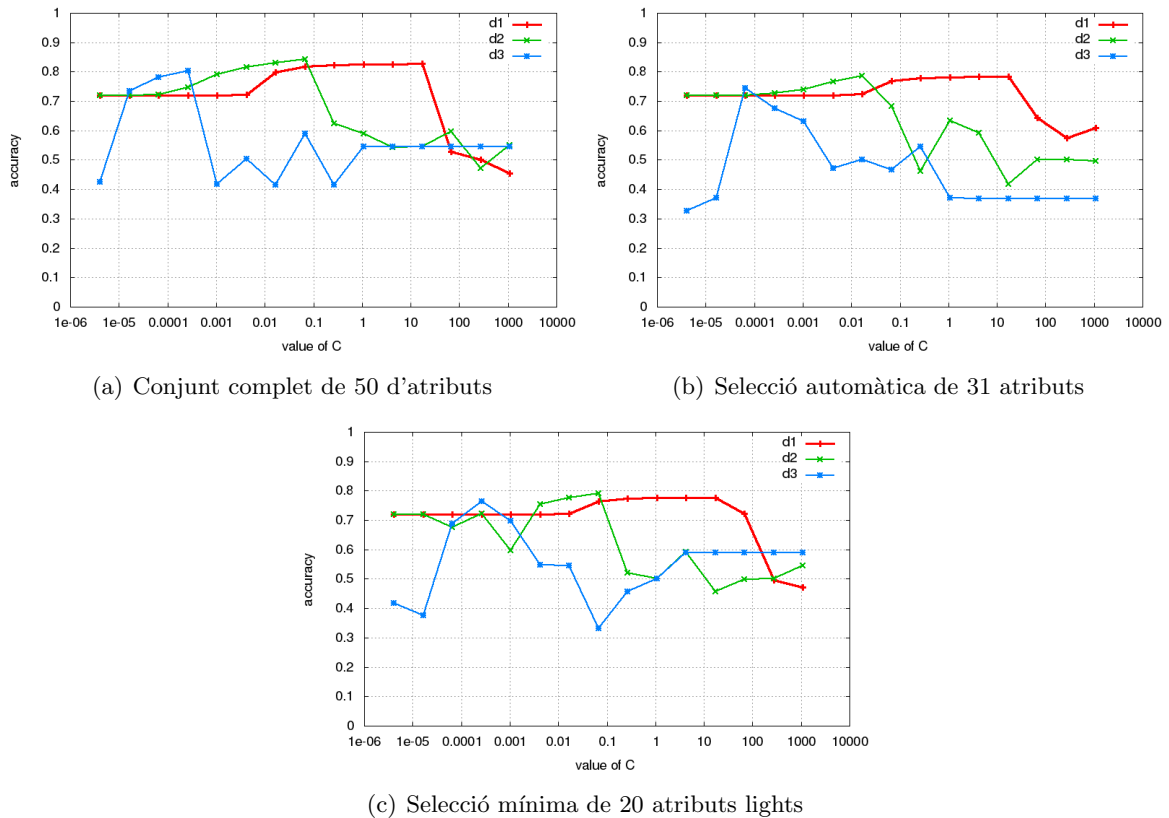 1
0.9
0.8
0.7
0.6
0.5
0.4
0.3
0.2
0.1
0
accuracy
d1
d2
d3
1e-06 1e-05 0.0001 0.001 0.01 0.1 1 10 100 1000 10000
value of C
(a) Conjunt complet de 50 d'atributs
1
0.9
0.8
0.7
0.6
0.5
0.4
0.3
0.2
0.1
0
accuracy
d1
d2
d3
1e-06 1e-05 0.0001 0.001 0.01 0.1 1 10 100 1000 10000
value of C
(b) Selecció automàtica de 31 atributs
1
0.9
0.8
0.7
0.6
0.5
0.4
0.3
0.2
0.1
0
accuracy
d1
d2
d3
1e-06 1e-05 0.0001 0.001 0.01 0.1 1 10 100 1000 10000
value of C
(c) Selecció mínima de 20 atributs lights